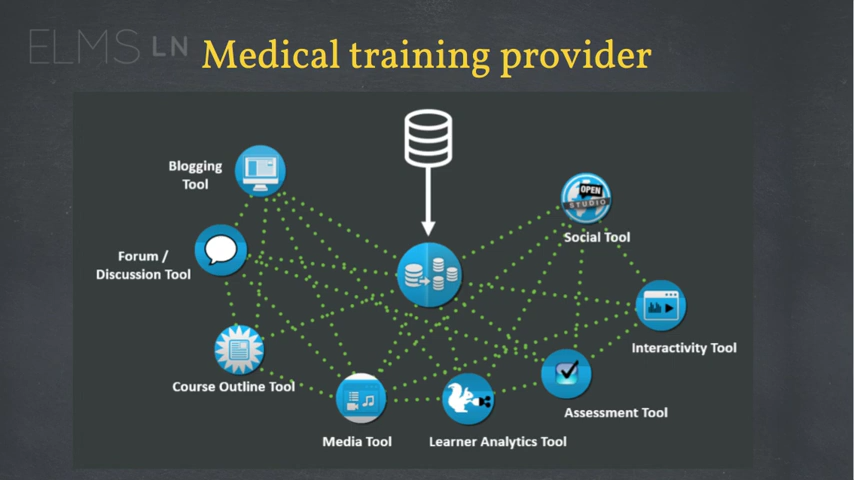 ELMS LN
Medical training provider
Blogging
Tool
OPEN
STUDIO
Social Tool
Forum /
Discussion Tool
Interactivity Tool
Course Outline Tool
Assessment Tool
Media Tool
Learner Analytics Tool